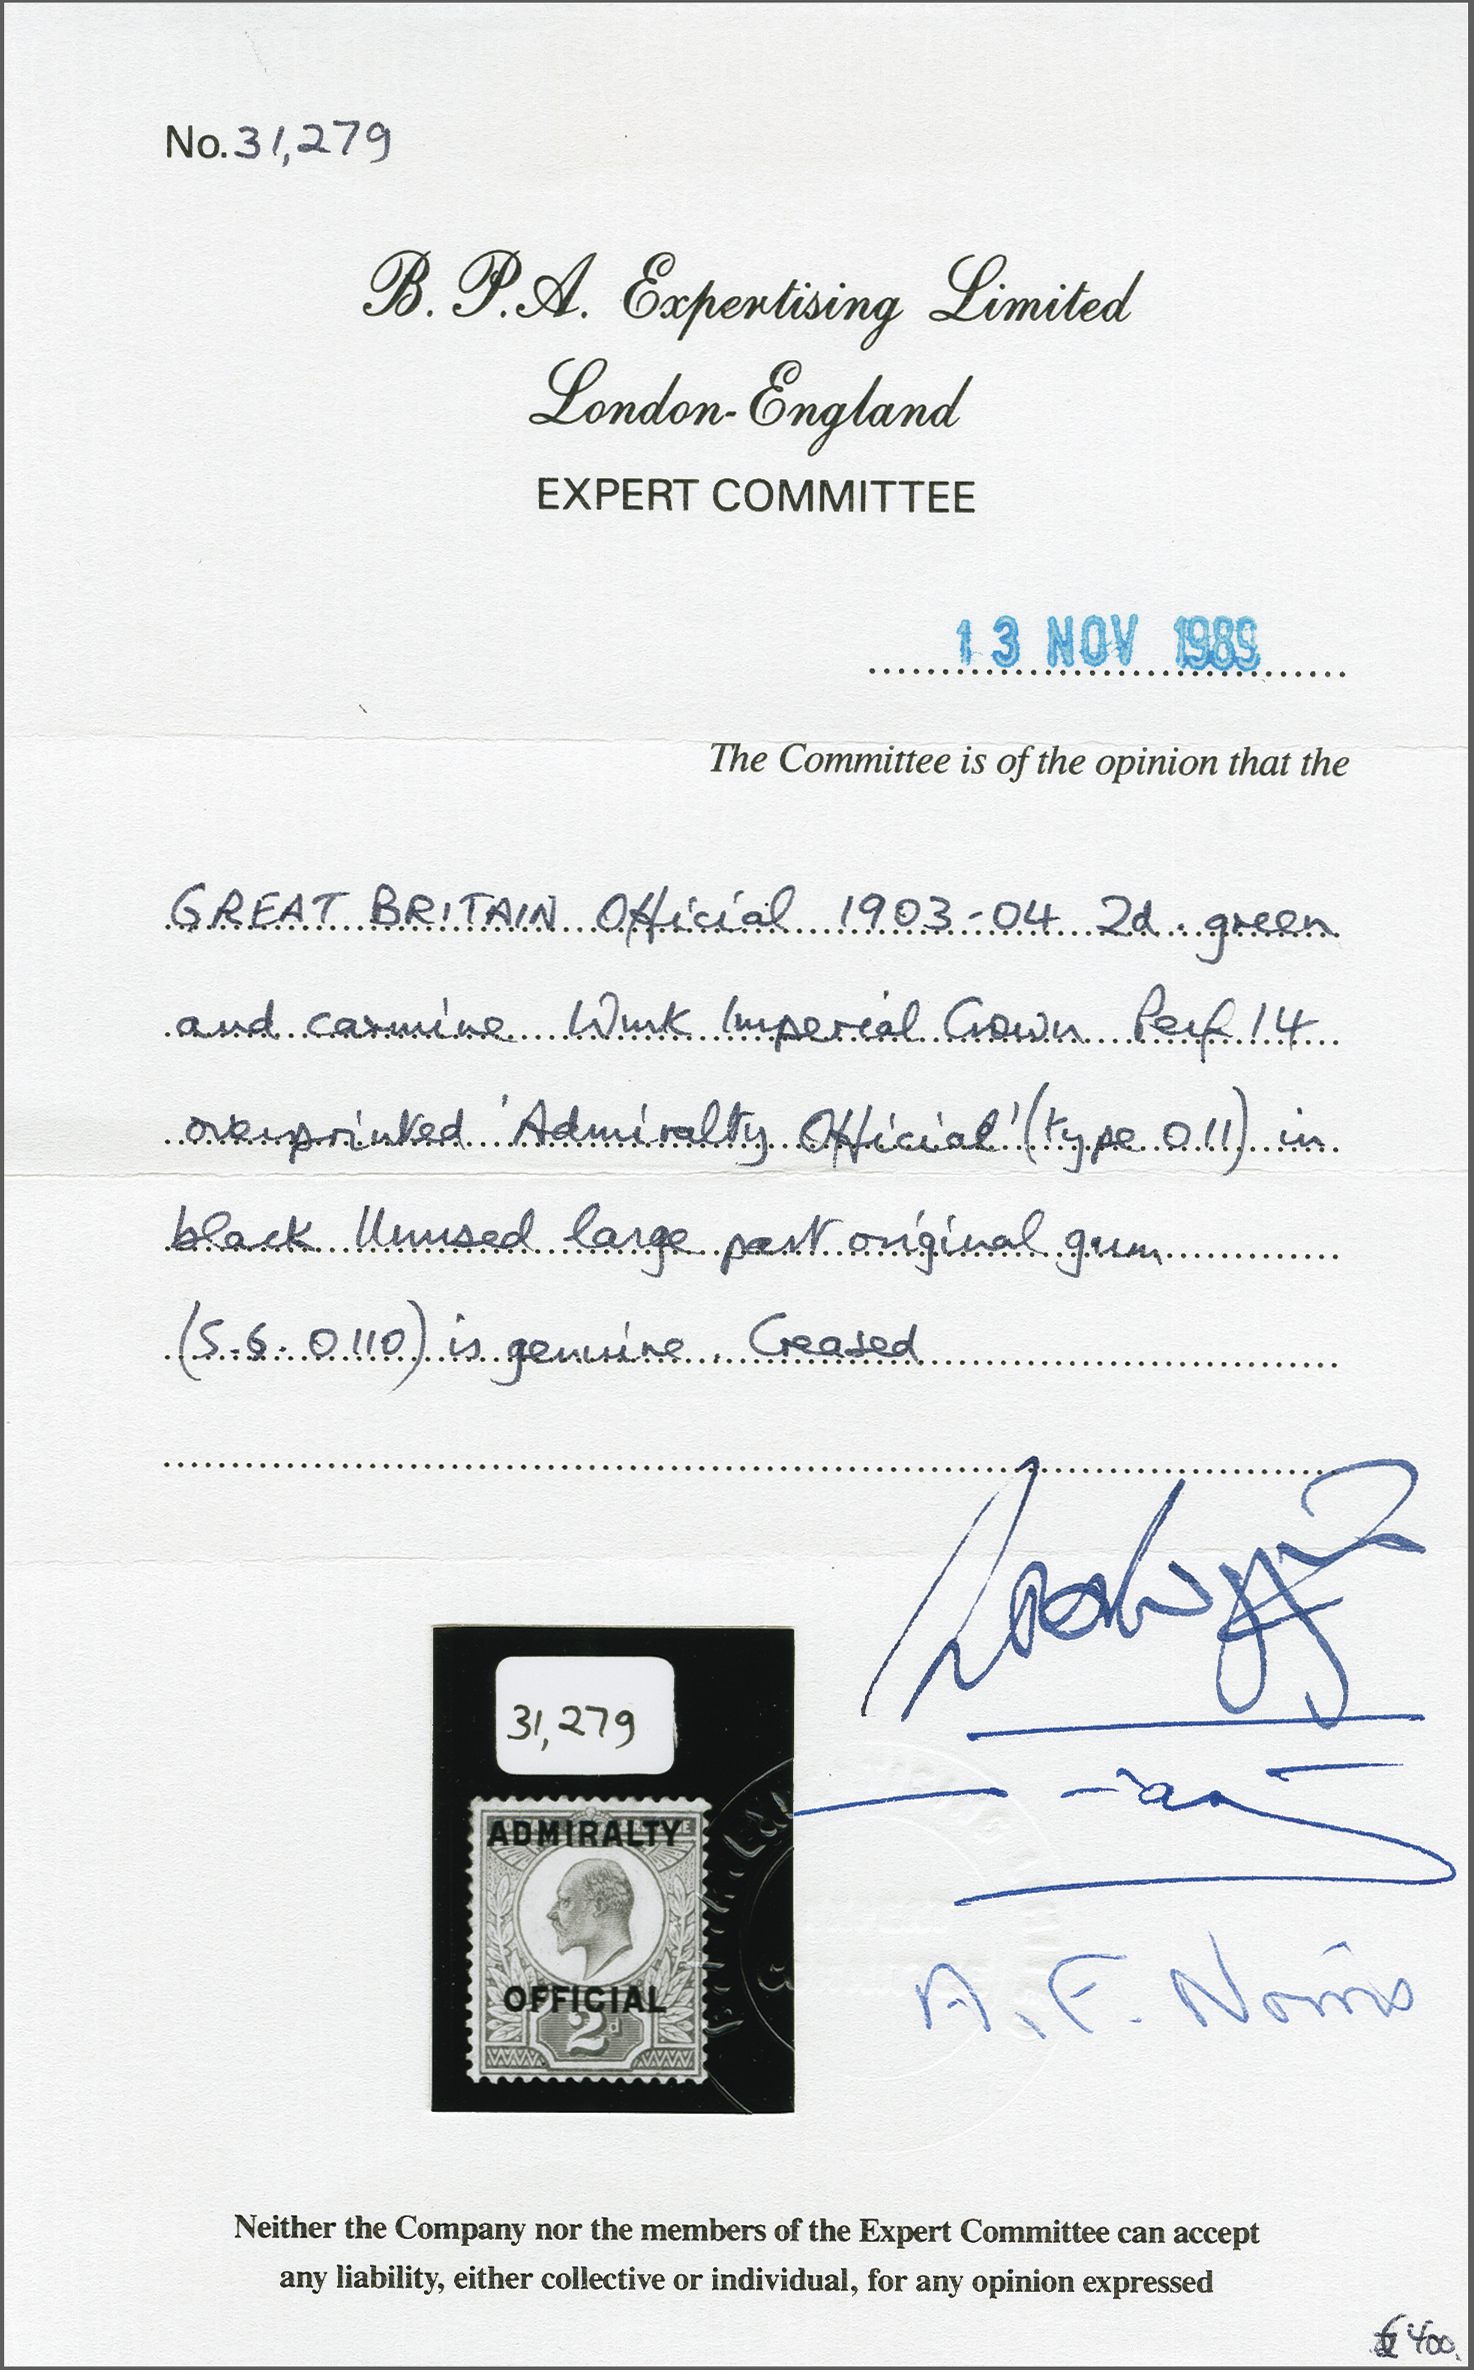 No. 31,279
B. P. A. Expertising Limited
London-England
EXPERT COMMITTEE
13 NOV 1989
The Committee is of the opinion that the
GREAT BRITAIN Official 1903-04 2d. green
and carmine Wmk Imperial Crown Perf 14
overprinted 'Admiralty Official' (type 011) in
black Unused large part original gum
(S.G. 0110) is genuine. Creased
31,279
ADMIRALTY
OFFICIAL
2d
A. F. Norris
Neither the Company nor the members of the Expert Committee can accept
any liability, either collective or individual, for any opinion expressed
400.